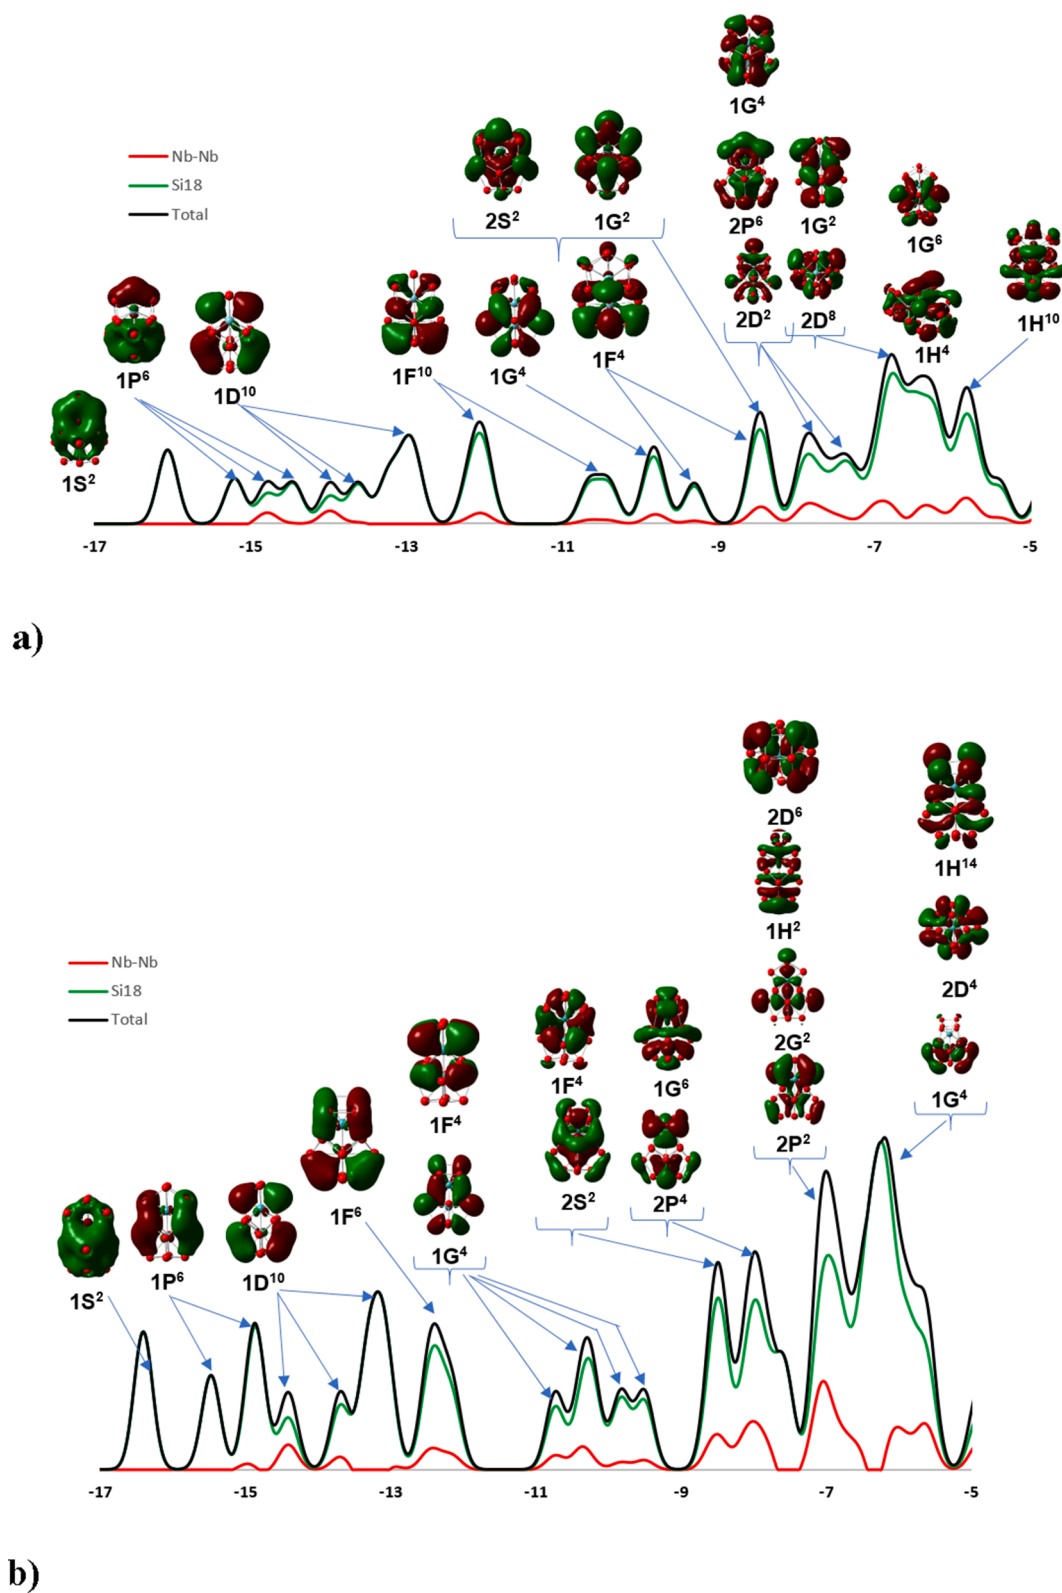 1G⁴
Nb-Nb
Si18
Total
2S² 1G² 2P⁶ 1G² 1G⁶
1P⁶ 1D¹⁰ 1F¹⁰ 1G⁴ 1F⁴ 2D² 2D⁸ 1H⁴ 1H¹⁰
1S²
-17 -15 -13 -11 -9 -7 -5
a)
2D⁶ 1H¹⁴
1H²
Nb-Nb
Si18
Total
2D⁴
2G²
1F⁴ 1F⁴ 1G⁶ 1G⁴
2P²
1F⁶ 2S² 2P⁴
1G⁴
1S² 1P⁶ 1D¹⁰
-17 -15 -13 -11 -9 -7 -5
b)